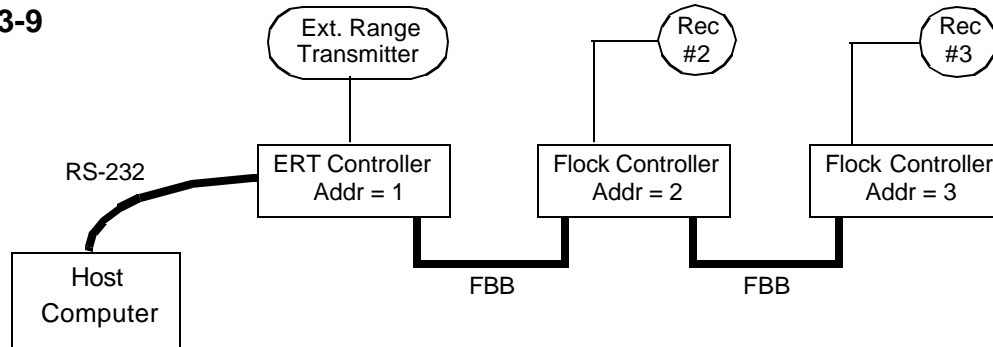 3-9
Ext. Range
Transmitter
Rec
#2
Rec
#3
RS-232
ERT Controller
Addr = 1
Flock Controller
Addr = 2
Flock Controller
Addr = 3
FBB
FBB
Host
Computer